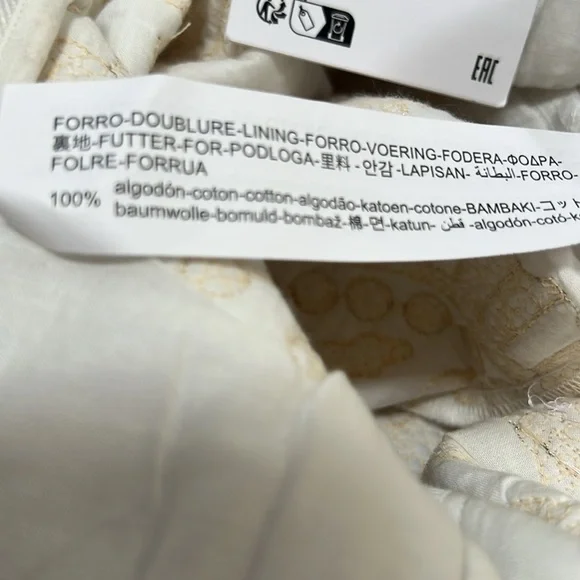 EAC
FORRO-DOUBLURE-LINING-FORRO-VOERING-FODERA-ΦΟΔΡΑ-
裏地-FUTTER-FOR-PODLOGA-里料 -안감 -LAPISAN- البطانة-FORRO-
FOLRE-FORRUA
100% algodón-coton-cotton-algodão-katoen-cotone-BAMBAKI-コット
baumwolle-bomuld-bombaž-棉-면-katun- قطن -algodón-cotó-k